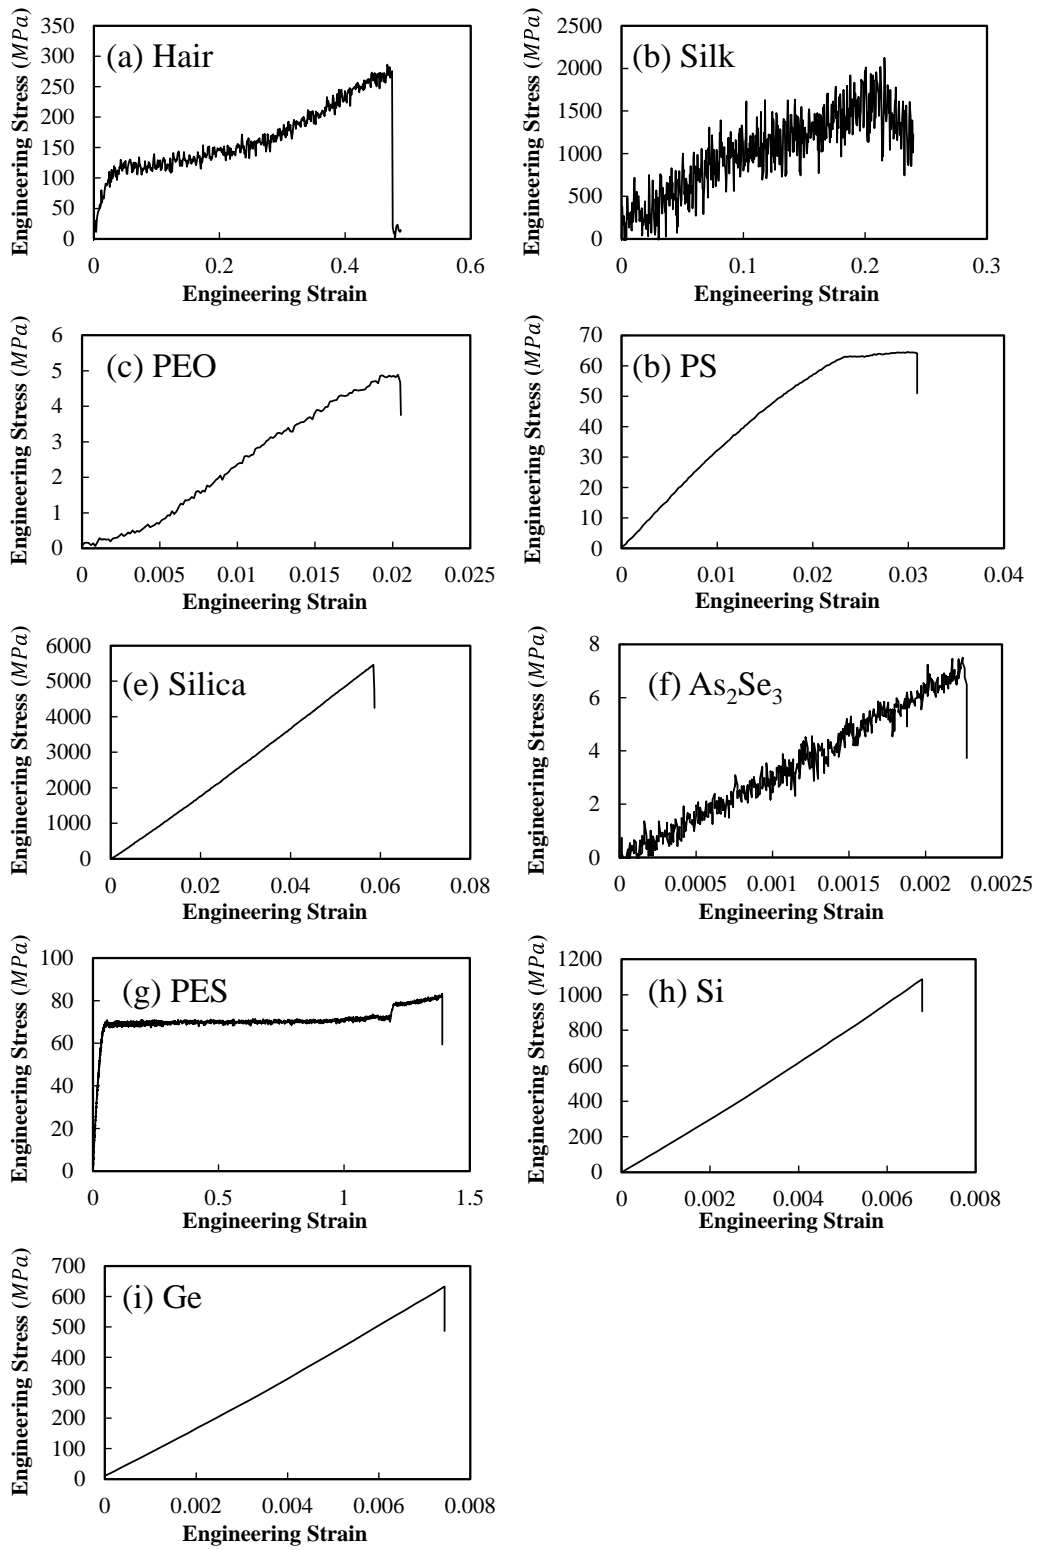 (a) Hair
Engineering Stress (MPa)
350
300
250
200
150
100
50
0
0 0.2 0.4 0.6
Engineering Strain
(b) Silk
Engineering Stress (MPa)
2500
2000
1500
1000
500
0
0 0.1 0.2 0.3
Engineering Strain
(c) PEO
Engineering Stress (MPa)
6
5
4
3
2
1
0
0 0.005 0.01 0.015 0.02 0.025
Engineering Strain
(b) PS
Engineering Stress (MPa)
70
60
50
40
30
20
10
0
0 0.01 0.02 0.03 0.04
Engineering Strain
(e) Silica
Engineering Stress (MPa)
6000
5000
4000
3000
2000
1000
0
0 0.02 0.04 0.06 0.08
Engineering Strain
(f) As₂Se₃
Engineering Stress (MPa)
8
6
4
2
0
0 0.0005 0.001 0.0015 0.002 0.0025
Engineering Strain
(g) PES
Engineering Stress (MPa)
100
80
60
40
20
0
0 0.5 1 1.5
Engineering Strain
(h) Si
Engineering Stress (MPa)
1200
1000
800
600
400
200
0
0 0.002 0.004 0.006 0.008
Engineering Strain
(i) Ge
Engineering Stress (MPa)
700
600
500
400
300
200
100
0
0 0.002 0.004 0.006 0.008
Engineering Strain